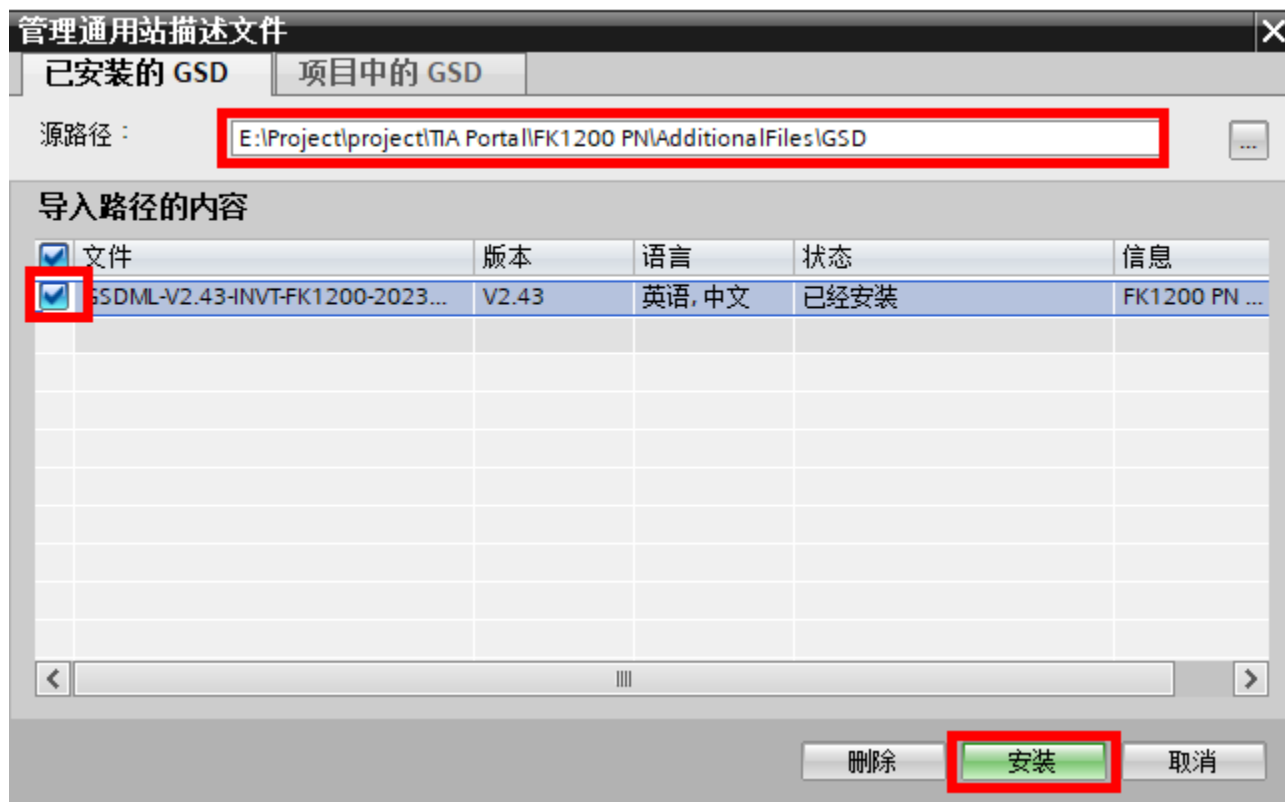 管理通用站描述文件
已安装的 GSD 项目中的 GSD
源路径： E:\Project\project\TIA Portal\FK1200 PN\AdditionalFiles\GSD ...
导入路径的内容
文件 版本 语言 状态 信息
GSDML-V2.43-INVT-FK1200-2023... V2.43 英语, 中文 已经安装 FK1200 PN ...
删除 安装 取消